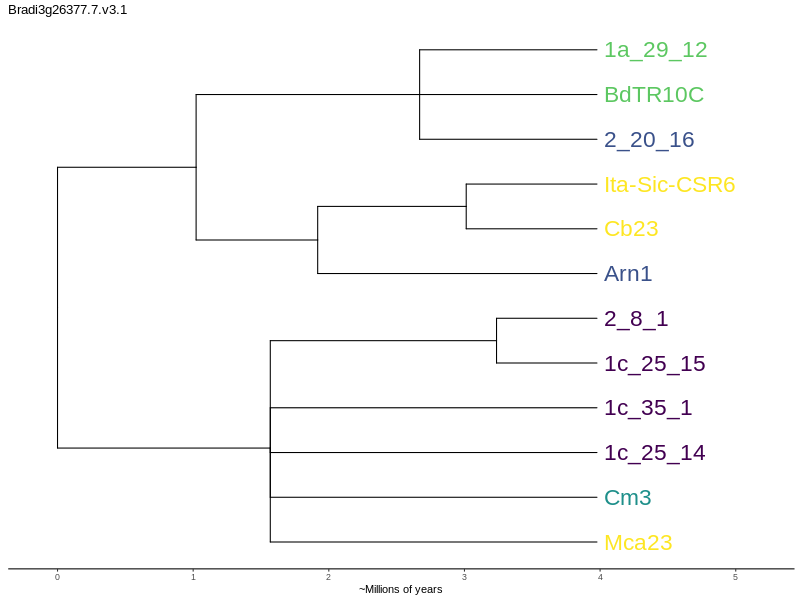 Bradi3g26377.7.v3.1
1a_29_12
BdTR10C
2_20_16
Ita-Sic-CSR6
Cb23
Arn1
2_8_1
1c_25_15
1c_35_1
1c_25_14
Cm3
Mca23
0 1 2 3 4 5
~Millions of years